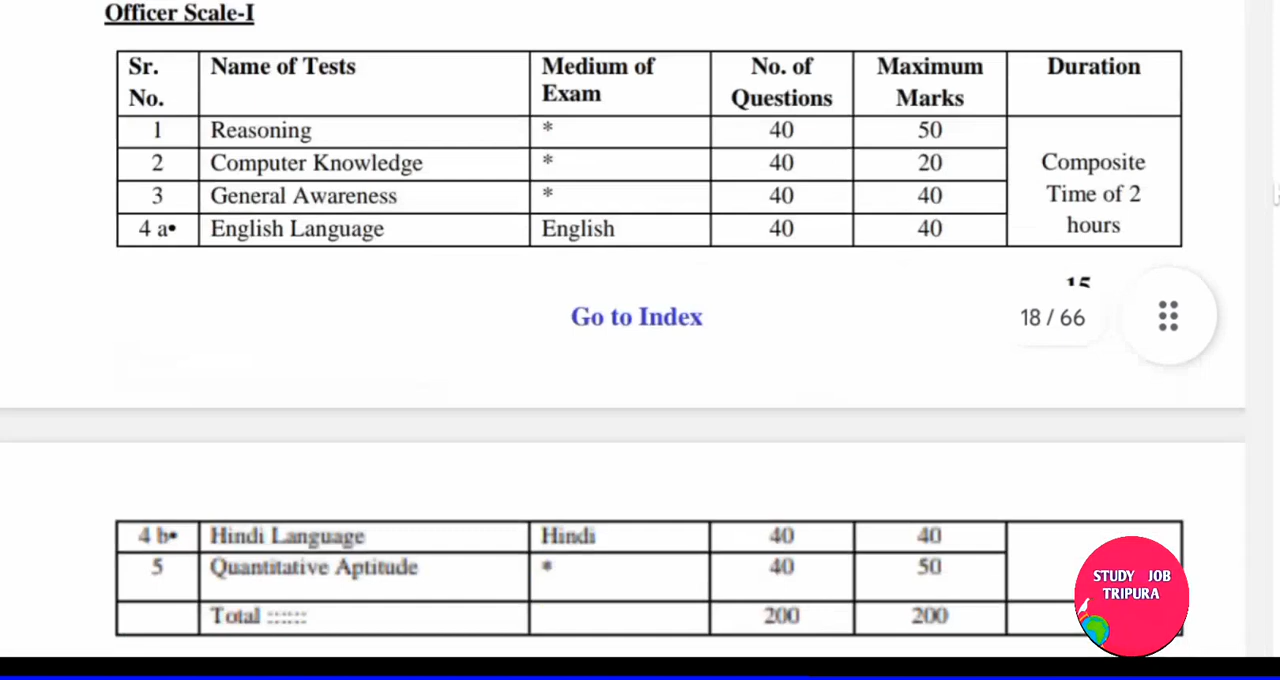 Officer Scale-I
Sr. No. Name of Tests Medium of Exam No. of Questions Maximum Marks Duration
1 Reasoning * 40 50 Composite Time of 2 hours
2 Computer Knowledge * 40 20
3 General Awareness * 40 40
4 a• English Language English 40 40
15
Go to Index
18 / 66
4 b• Hindi Language Hindi 40 40
5 Quantitative Aptitude * 40 50
Total :::::: 200 200
STUDY JOB
TRIPURA